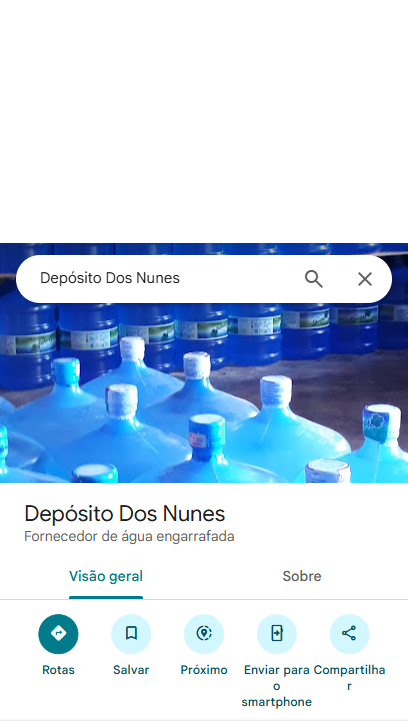 Depósito Dos Nunes
Depósito Dos Nunes
Fornecedor de água engarrafada
Visão geral
Sobre
Rotas
Salvar
Próximo
Enviar para
o
smartphone
Compartilha
r